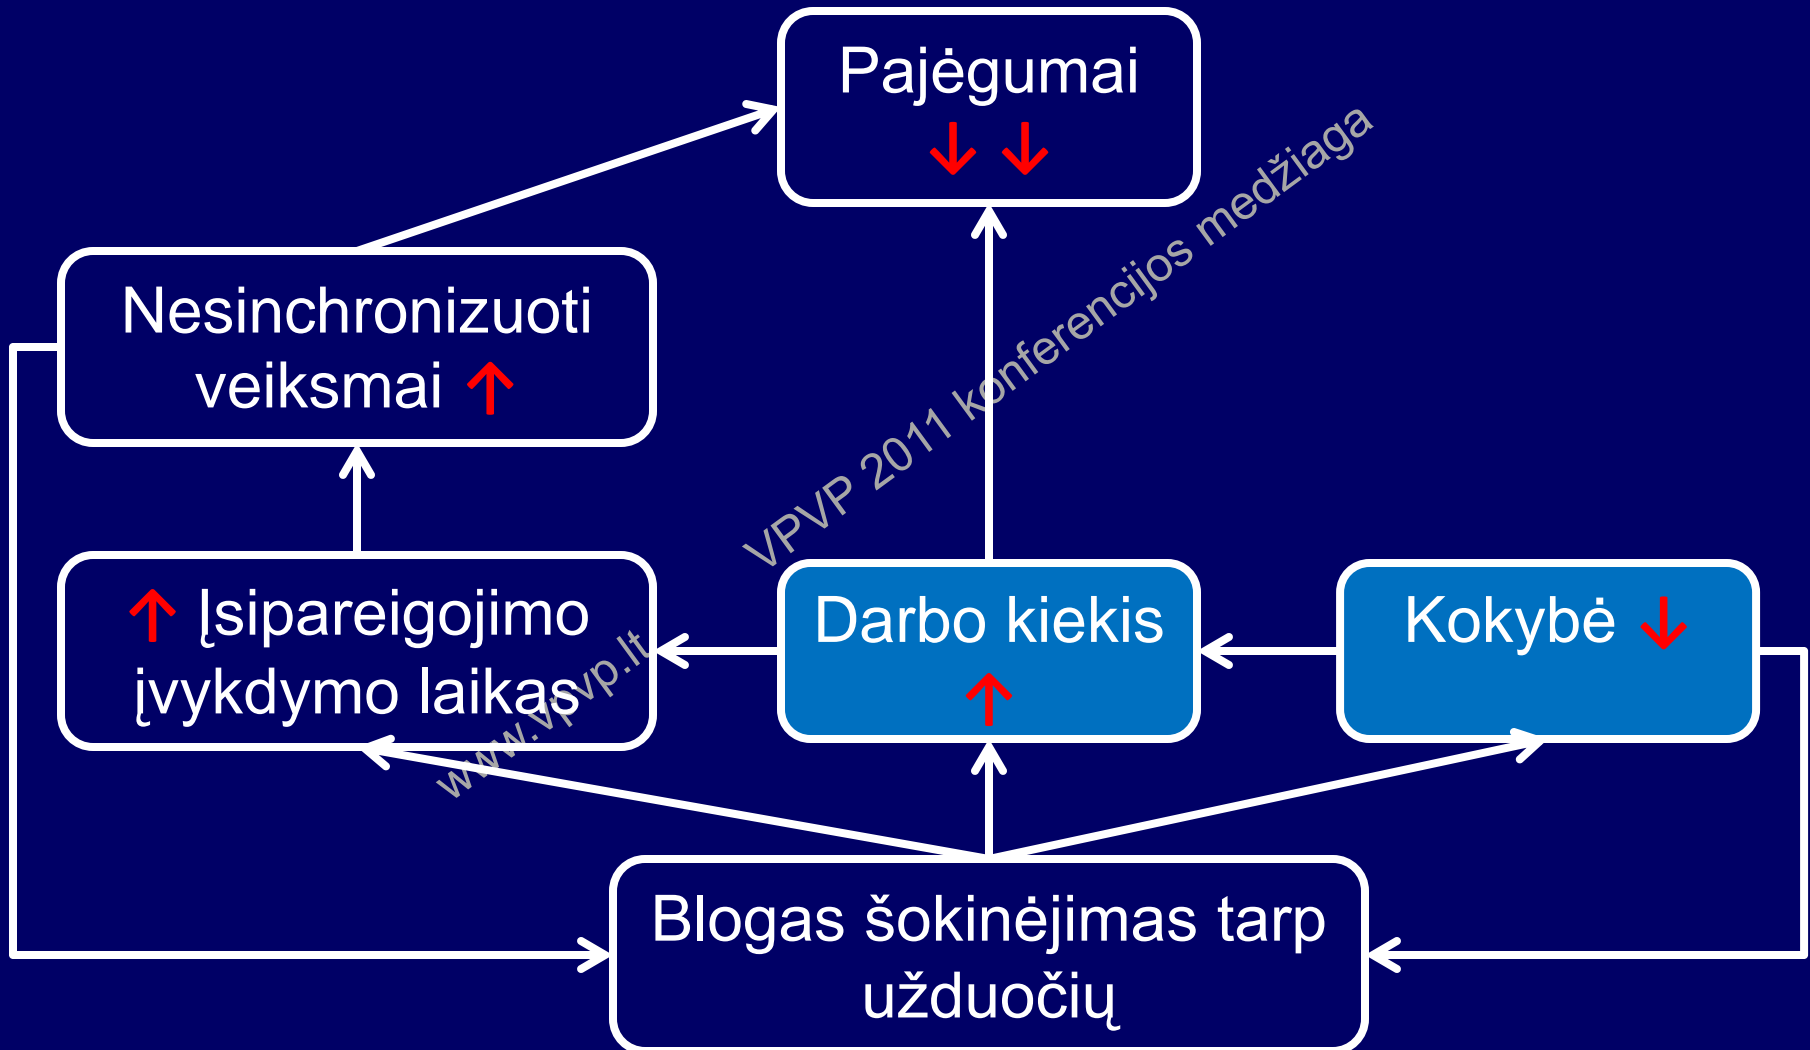 Pajėgumai
↓ ↓
Nesinchronizuoti
veiksmai ↑
↑ Įsipareigojimo
įvykdymo laikas
Darbo kiekis
↑
Kokybė ↓
Blogas šokinėjimas tarp
užduočių
www.vpvp.lt
VPVP 2011 konferencijos medžiaga